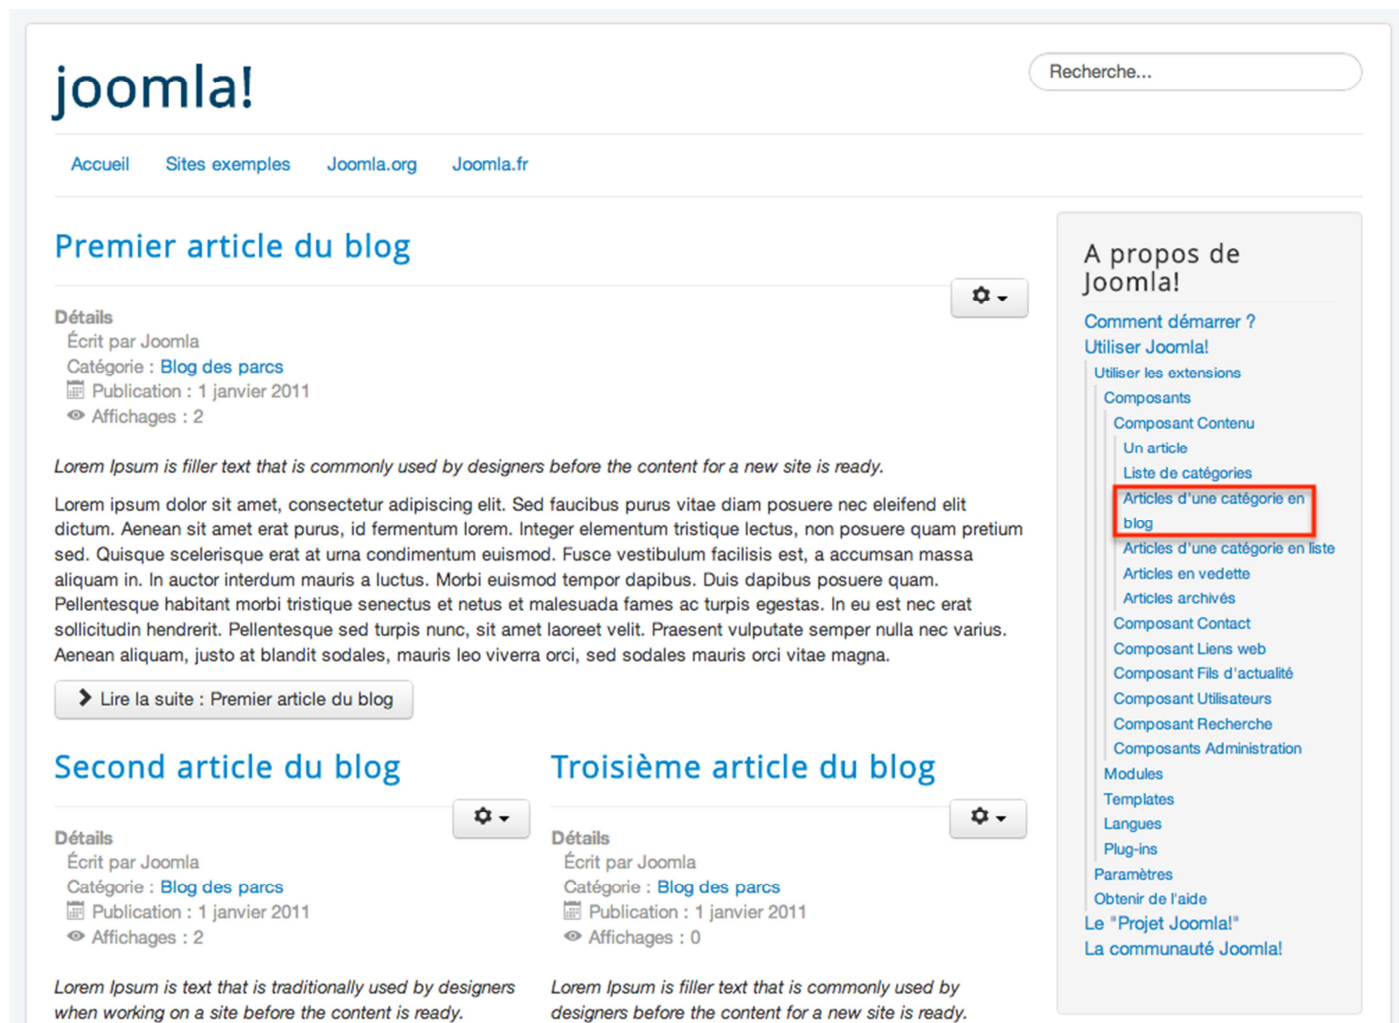 joomla!
Recherche...
Accueil
Sites exemples
Joomla.org
Joomla.fr
Premier article du blog
Détails
Écrit par Joomla
Catégorie : Blog des parcs
Publication : 1 janvier 2011
Affichages : 2
Lorem Ipsum is filler text that is commonly used by designers before the content for a new site is ready.
Lorem ipsum dolor sit amet, consectetur adipiscing elit. Sed faucibus purus vitae diam posuere nec eleifend elit
dictum. Aenean sit amet erat purus, id fermentum lorem. Integer elementum tristique lectus, non posuere quam pretium
sed. Quisque scelerisque erat at urna condimentum euismod. Fusce vestibulum facilisis est, a accumsan massa
aliquam in. In auctor interdum mauris a luctus. Morbi euismod tempor dapibus. Duis dapibus posuere quam.
Pellentesque habitant morbi tristique senectus et netus et malesuada fames ac turpis egestas. In eu est nec erat
sollicitudin hendrerit. Pellentesque sed turpis nunc, sit amet laoreet velit. Praesent vulputate semper nulla nec varius.
Aenean aliquam, justo at blandit sodales, mauris leo viverra orci, sed sodales mauris orci vitae magna.
Lire la suite : Premier article du blog
Second article du blog
Détails
Écrit par Joomla
Catégorie : Blog des parcs
Publication : 1 janvier 2011
Affichages : 2
Lorem Ipsum is text that is traditionally used by designers
when working on a site before the content is ready.
Troisième article du blog
Détails
Écrit par Joomla
Catégorie : Blog des parcs
Publication : 1 janvier 2011
Affichages : 0
Lorem Ipsum is filler text that is commonly used by
designers before the content for a new site is ready.
A propos de
Joomla!
Comment démarrer ?
Utiliser Joomla!
Utiliser les extensions
Composants
Composant Contenu
Un article
Liste de catégories
Articles d'une catégorie en
blog
Articles d'une catégorie en liste
Articles en vedette
Articles archivés
Composant Contact
Composant Liens web
Composant Fils d'actualité
Composant Utilisateurs
Composant Recherche
Composants Administration
Modules
Templates
Langues
Plug-ins
Paramètres
Obtenir de l'aide
Le "Projet Joomla!"
La communauté Joomla!